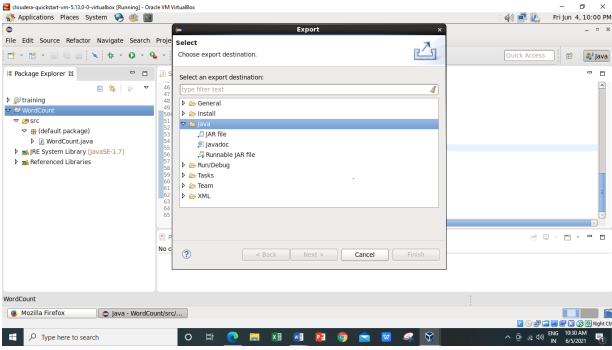 cloudera-quickstart-vm-5.13.0-0-virtualbox [Running] - Oracle VM VirtualBox
Applications Places System
Fri Jun 4, 10:00 PM
Export
File Edit Source Refactor Navigate Search Proje
Select
Choose export destination.
Quick Access
Java
Package Explorer
Select an export destination:
type filter text
training
WordCount
src
(default package)
WordCount.java
JRE System Library [JavaSE-1.7]
Referenced Libraries
46
47
48
49
50
51
52
53
54
55
56
57
58
59
60
61
62
63
64
65
General
Install
Java
JAR file
Javadoc
Runnable JAR file
Run/Debug
Tasks
Team
XML
No c
< Back
Next >
Cancel
Finish
WordCount
Mozilla Firefox
Java - WordCount/src/...
Right Ctrl
Type here to search
ENG
IN
10:30 AM
6/5/2021